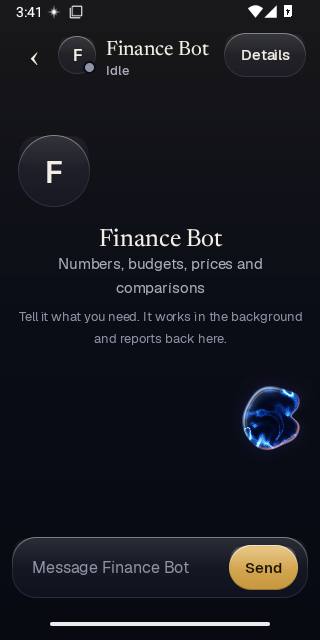 3:41
‹
F
Finance Bot
Idle
Details
F
Finance Bot
Numbers, budgets, prices and
comparisons
Tell it what you need. It works in the background
and reports back here.
Message Finance Bot
Send